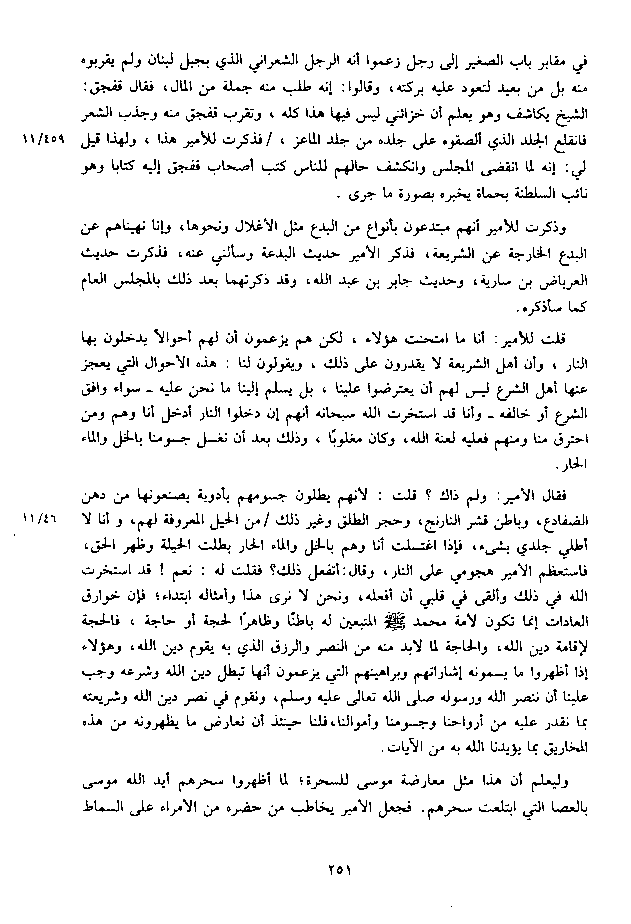 في مقابر باب الصغير إلى رجل زعموا أنه الرجل الشعراني الذي بجبل لبنان ولم يقربوه
منه بل من بعيد لتعود عليه بركته، وقالوا: إنه طلب منه جملة من المال، فقال قفجق:
الشيخ يكاشف وهو يعلم أن خزائني ليس فيها هذا كله ، وتقرب قفجق منه وجذب الشعر
فانقلع الجلد الذي ألصقوه على جلده من جلد الماعز ، /فذكرت للأمير هذا ، ولهذا قيل ١١/٤٥٩
لي: إنه لما انقضى المجلس وانكشف حالهم للناس كتب أصحاب قفجق إليه كتابا وهو
نائب السلطنة بحماة يخبره بصورة ما جرى .
وذكرت للأمير أنهم مبتدعون بأنواع من البدع مثل الأغلال ونحوها، وإنا نهيناهم عن
البدع الخارجة عن الشريعة، فذكر الأمير حديث البدعة وسألني عنه، فذكرت حديث
العرباض بن سارية، وحديث جابر بن عبد الله، وقد ذكرتهما بعد ذلك بالمجلس العام
كما سأذكره.
قلت للأمير: أنا ما امتحنت هؤلاء ، لكن هم يزعمون أن لهم أحوالاً يدخلون بها
النار ، وأن أهل الشريعة لا يقدرون على ذلك ، ويقولون لنا : هذه الأحوال التي يعجز
عنها أهل الشرع ليس لهم أن يعترضوا علينا ، بل يسلم إلينا ما نحن عليه ـ سواء وافق
الشرع أو خالفه ـ وأنا قد استخرت الله سبحانه أنهم إن دخلوا النار أدخل أنا وهم ومن
احترق منا ومنهم فعليه لعنة الله، وكان مغلوبًا ، وذلك بعد أن نغسل جسومنا بالخل والماء
الحار.
فقال الأمير: ولم ذاك ؟ قلت : لأنهم يطلون جسومهم بأدوية يصنعونها من دهن
الضفادع، وباطن قشر النارنج، وحجر الطلق وغير ذلك /من الحيل المعروفة لهم، و أنا لا ١١/٤٦
أطلي جلدي بشىء، فإذا اغتسلت أنا وهم بالخل والماء الحار بطلت الحيلة وظهر الحق،
فاستعظم الأمير هجومي على النار، وقال:أتفعل ذلك؟ فقلت له : نعم ! قد استخرت
الله في ذلك وألقى في قلبي أن أفعله، ونحن لا نرى هذا وأمثاله ابتداء؛ فإن خوارق
العادات إنما تكون لأمة محمد ﷺ المتبعين له باطنًا وظاهرًا لحجة أو حاجة ، فالحجة
لإقامة دين الله، والحاجة لما لابد منه من النصر والرزق الذي به يقوم دين الله، وهؤلاء
إذا أظهروا ما يسمونه إشاراتهم وبراهينهم التي يزعمون أنها تبطل دين الله وشرعه وجب
علينا أن ننصر الله ورسوله صلى الله تعالى عليه وسلم، ونقوم في نصر دين الله وشريعته
بما نقدر عليه من أرواحنا وجسومنا وأموالنا،فلنا حينئذ أن نعارض ما يظهرونه من هذه
المخاريق بما يؤيدنا الله به من الآيات.
وليعلم أن هذا مثل معارضة موسى للسحرة؛ لما أظهروا سحرهم أيد الله موسى
بالعصا التي ابتلعت سحرهم. فجعل الأمير يخاطب من حضره من الأمراء على السماط
٢٥١